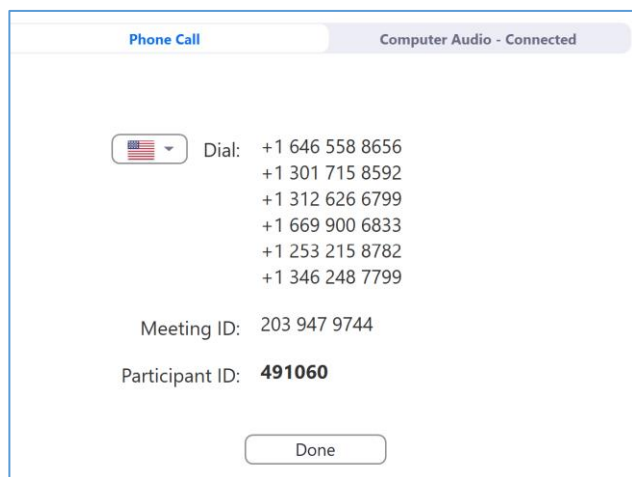 Phone Call Computer Audio - Connected
Dial: +1 646 558 8656
+1 301 715 8592
+1 312 626 6799
+1 669 900 6833
+1 253 215 8782
+1 346 248 7799
Meeting ID: 203 947 9744
Participant ID: 491060
Done